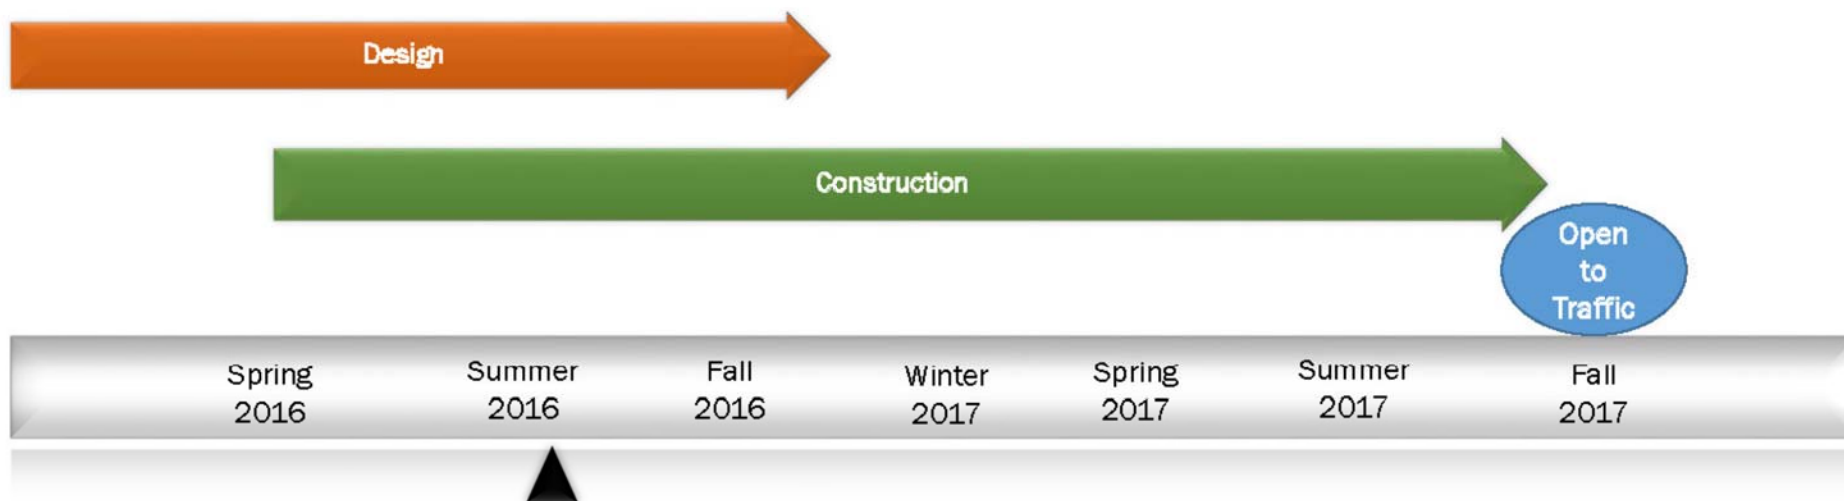 Design
Construction
Open
to
Traffic
Spring
2016
Summer
2016
Fall
2016
Winter
2017
Spring
2017
Summer
2017
Fall
2017